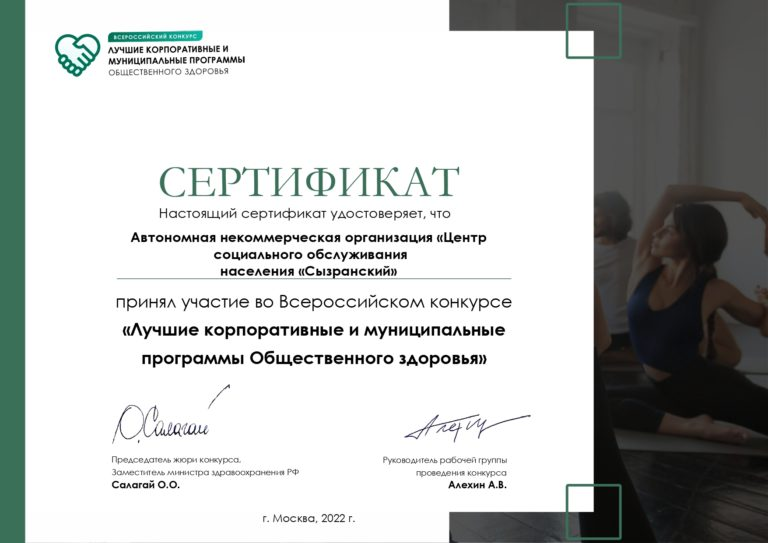 ВСЕРОССИЙСКИЙ КОНКУРС
ЛУЧШИЕ КОРПОРАТИВНЫЕ И
МУНИЦИПАЛЬНЫЕ ПРОГРАММЫ
ОБЩЕСТВЕННОГО ЗДОРОВЬЯ
СЕРТИФИКАТ
Настоящий сертификат удостоверяет, что
Автономная некоммерческая организация «Центр
социального обслуживания
населения «Сызранский»
принял участие во Всероссийском конкурсе
«Лучшие корпоративные и муниципальные
программы Общественного здоровья»
О.Салагай
Алехин
Председатель жюри конкурса,
Заместитель министра здравоохранения РФ
Салагай О.О.
Руководитель рабочей группы
проведения конкурса
Алехин А.В.
г. Москва, 2022 г.